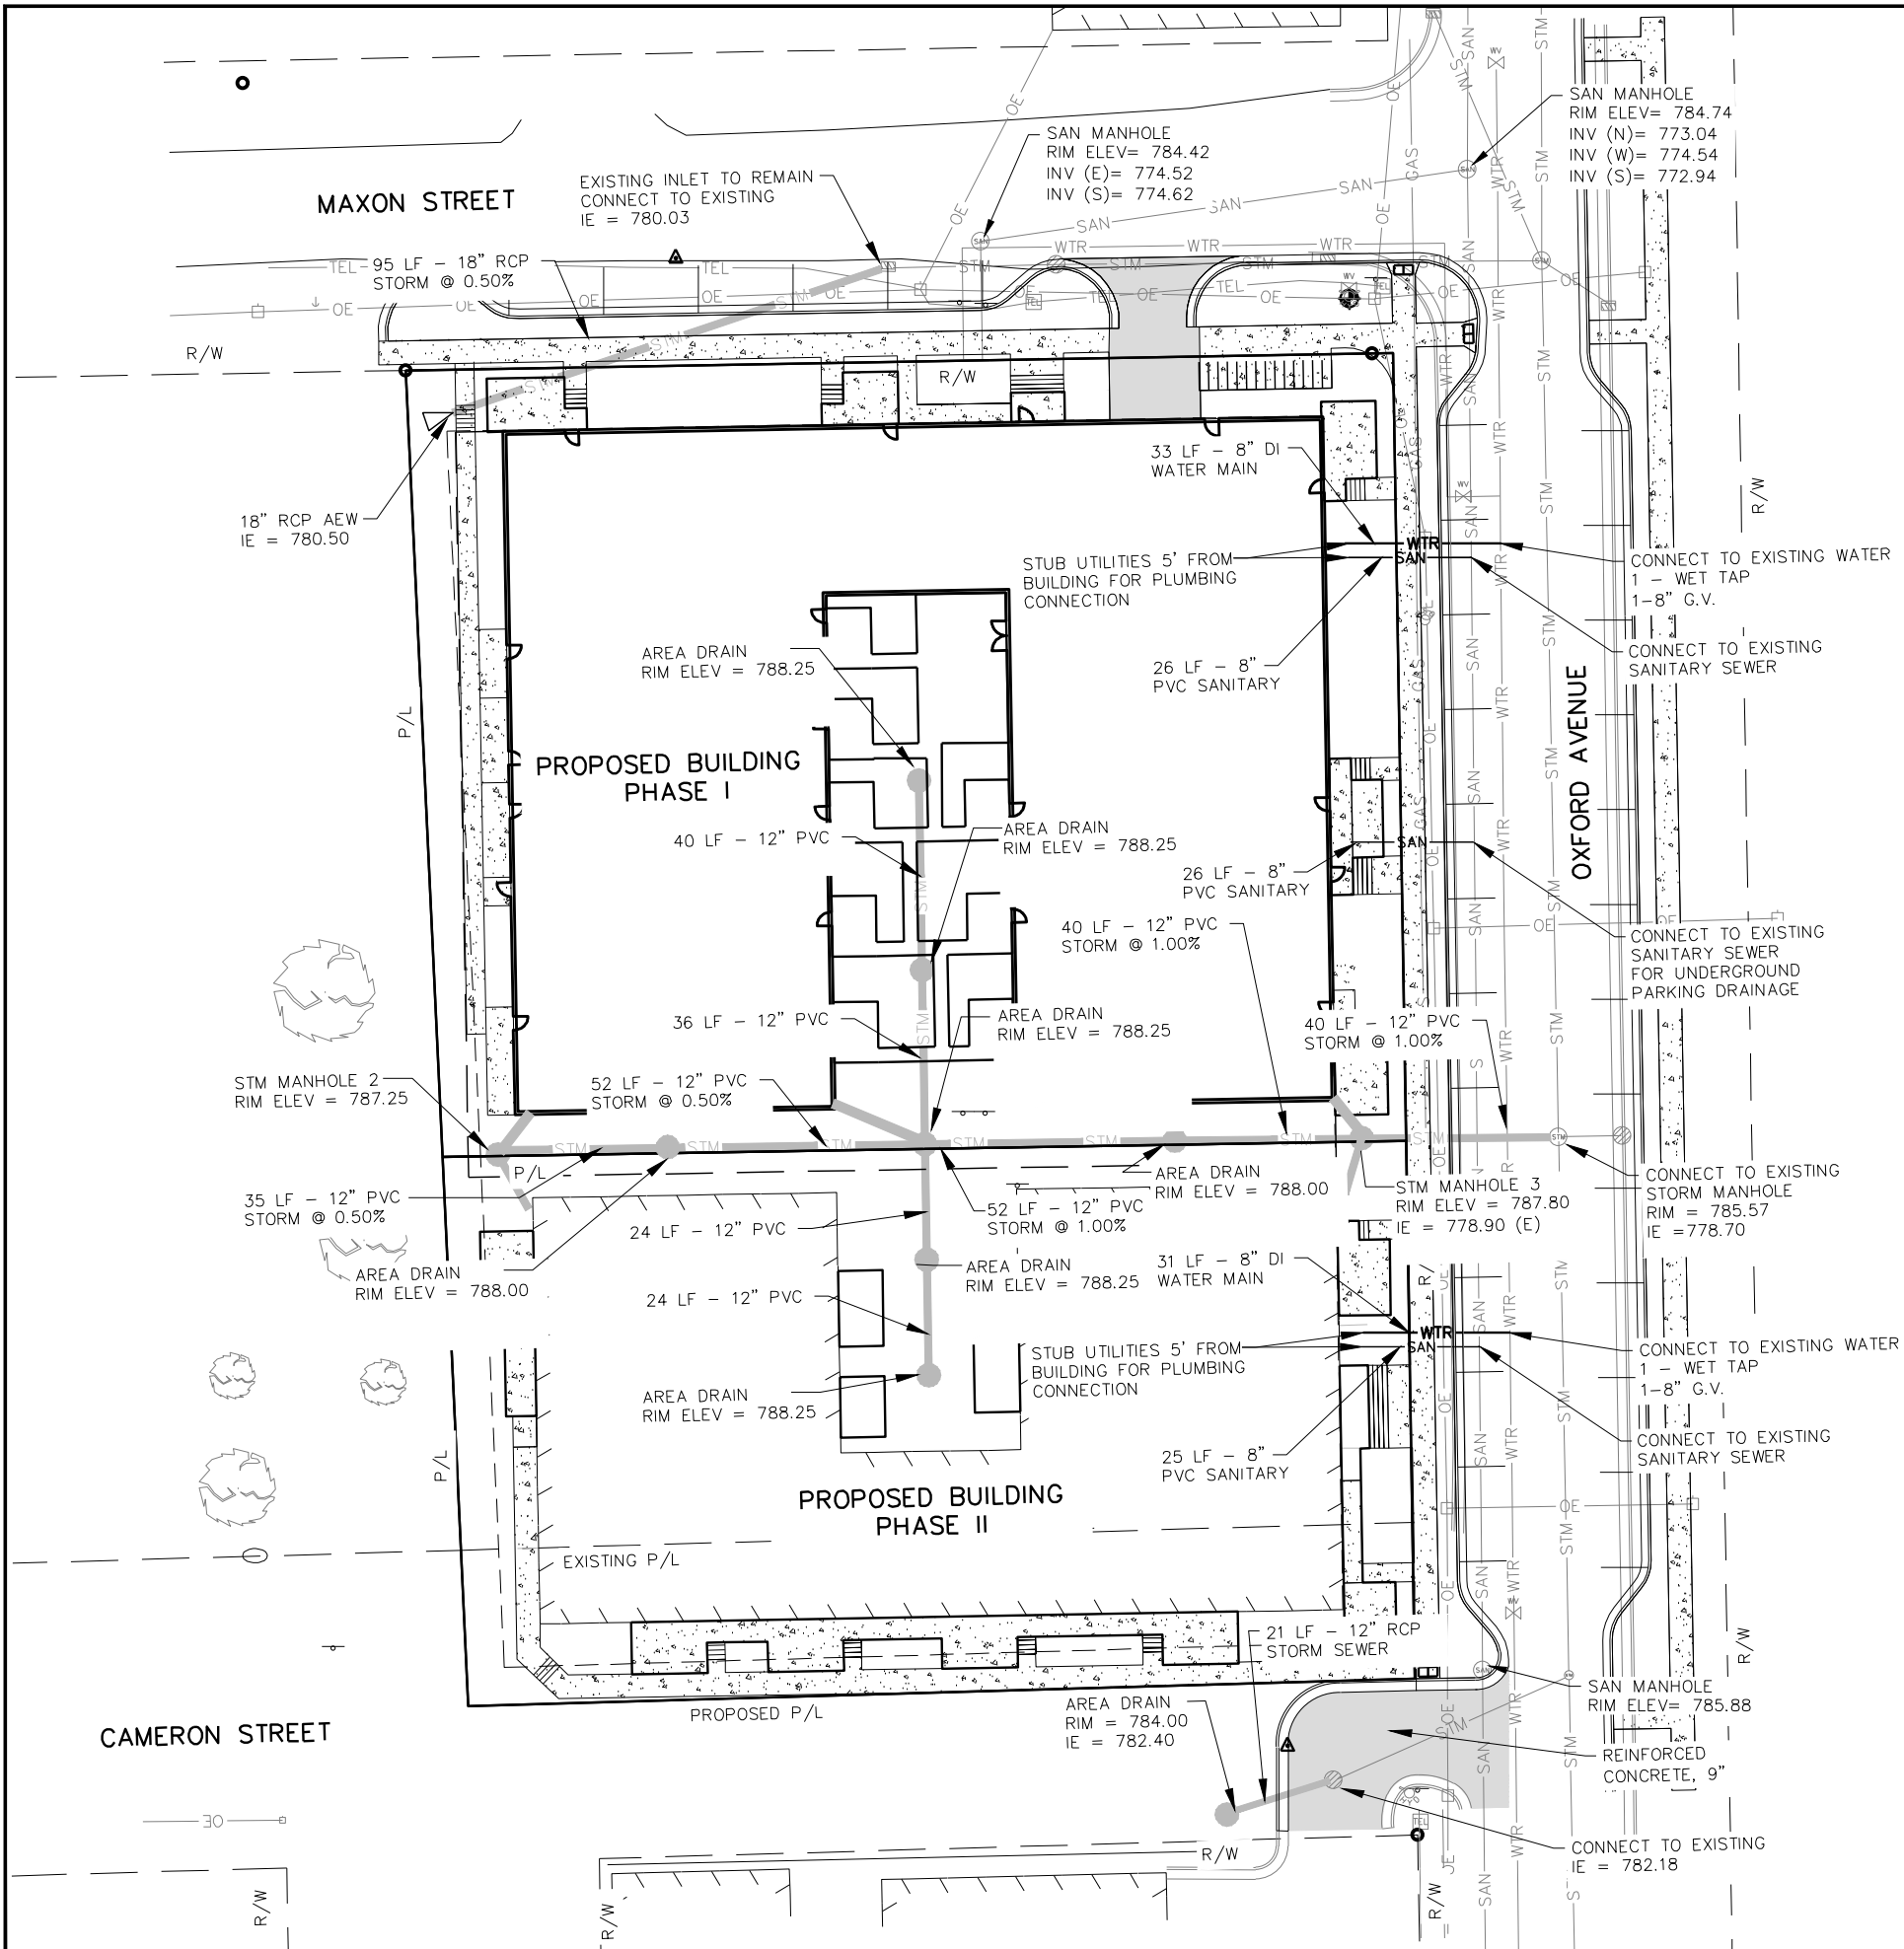 SAN MANHOLE
RIM ELEV= 784.74
INV (N)= 773.04
INV (W)= 774.54
INV (S)= 772.94
SAN MANHOLE
RIM ELEV= 784.42
INV (E)= 774.52
INV (S)= 774.62
EXISTING INLET TO REMAIN
CONNECT TO EXISTING
IE = 780.03
MAXON STREET
95 LF - 18" RCP
STORM @ 0.50%
R/W
R/W
18" RCP AEW
IE = 780.50
33 LF - 8" DI
WATER MAIN
R/W
STUB UTILITIES 5' FROM
BUILDING FOR PLUMBING
CONNECTION
WTR
SAN
CONNECT TO EXISTING WATER
1 - WET TAP
1-8" G.V.
CONNECT TO EXISTING
SANITARY SEWER
26 LF - 8"
PVC SANITARY
AREA DRAIN
RIM ELEV = 788.25
P/L
PROPOSED BUILDING
PHASE I
OXFORD AVENUE
40 LF - 12" PVC
AREA DRAIN
RIM ELEV = 788.25
26 LF - 8"
PVC SANITARY
SAN
40 LF - 12" PVC
STORM @ 1.00%
CONNECT TO EXISTING
SANITARY SEWER
FOR UNDERGROUND
PARKING DRAINAGE
36 LF - 12" PVC
AREA DRAIN
RIM ELEV = 788.25
40 LF - 12" PVC
STORM @ 1.00%
STM MANHOLE 2
RIM ELEV = 787.25
52 LF - 12" PVC
STORM @ 0.50%
P/L
35 LF - 12" PVC
STORM @ 0.50%
AREA DRAIN
RIM ELEV = 788.00
STM MANHOLE 3
RIM ELEV = 787.80
IE = 778.90 (E)
CONNECT TO EXISTING
STORM MANHOLE
RIM = 785.57
IE =778.70
24 LF - 12" PVC
52 LF - 12" PVC
STORM @ 1.00%
AREA DRAIN
RIM ELEV = 788.00
AREA DRAIN
RIM ELEV = 788.25
31 LF - 8" DI
WATER MAIN
24 LF - 12" PVC
STUB UTILITIES 5' FROM
BUILDING FOR PLUMBING
CONNECTION
WTR
SAN
CONNECT TO EXISTING WATER
1 - WET TAP
1-8" G.V.
AREA DRAIN
RIM ELEV = 788.25
CONNECT TO EXISTING
SANITARY SEWER
25 LF - 8"
PVC SANITARY
P/L
PROPOSED BUILDING
PHASE II
EXISTING P/L
21 LF - 12" RCP
STORM SEWER
R/W
SAN MANHOLE
RIM ELEV= 785.88
PROPOSED P/L
AREA DRAIN
RIM = 784.00
IE = 782.40
CAMERON STREET
REINFORCED
CONCRETE, 9"
CONNECT TO EXISTING
IE = 782.18
OE
R/W
R/W
R/W
R/W